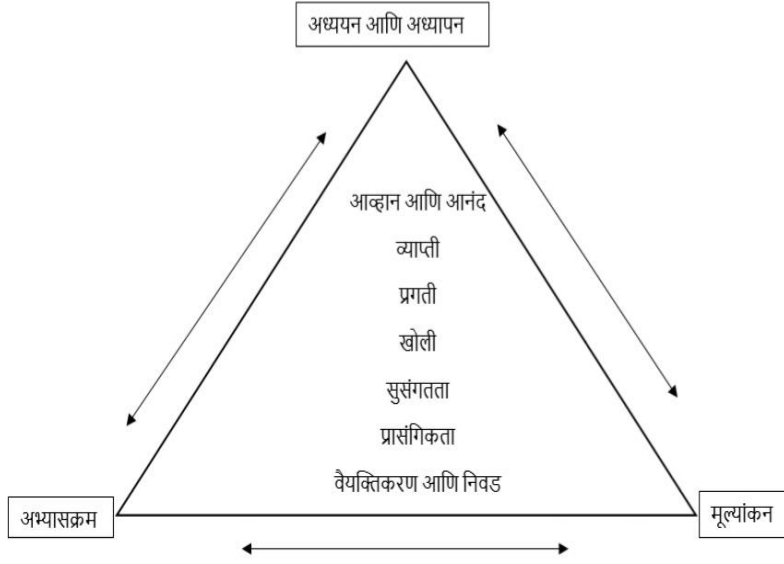 अध्ययन आणि अध्यापन
आव्हान आणि आनंद
व्याप्ती
प्रगती
खोली
सुसंगतता
प्रासंगिकता
वैयक्तिकरण आणि निवड
अभ्यासक्रम
मूल्यांकन